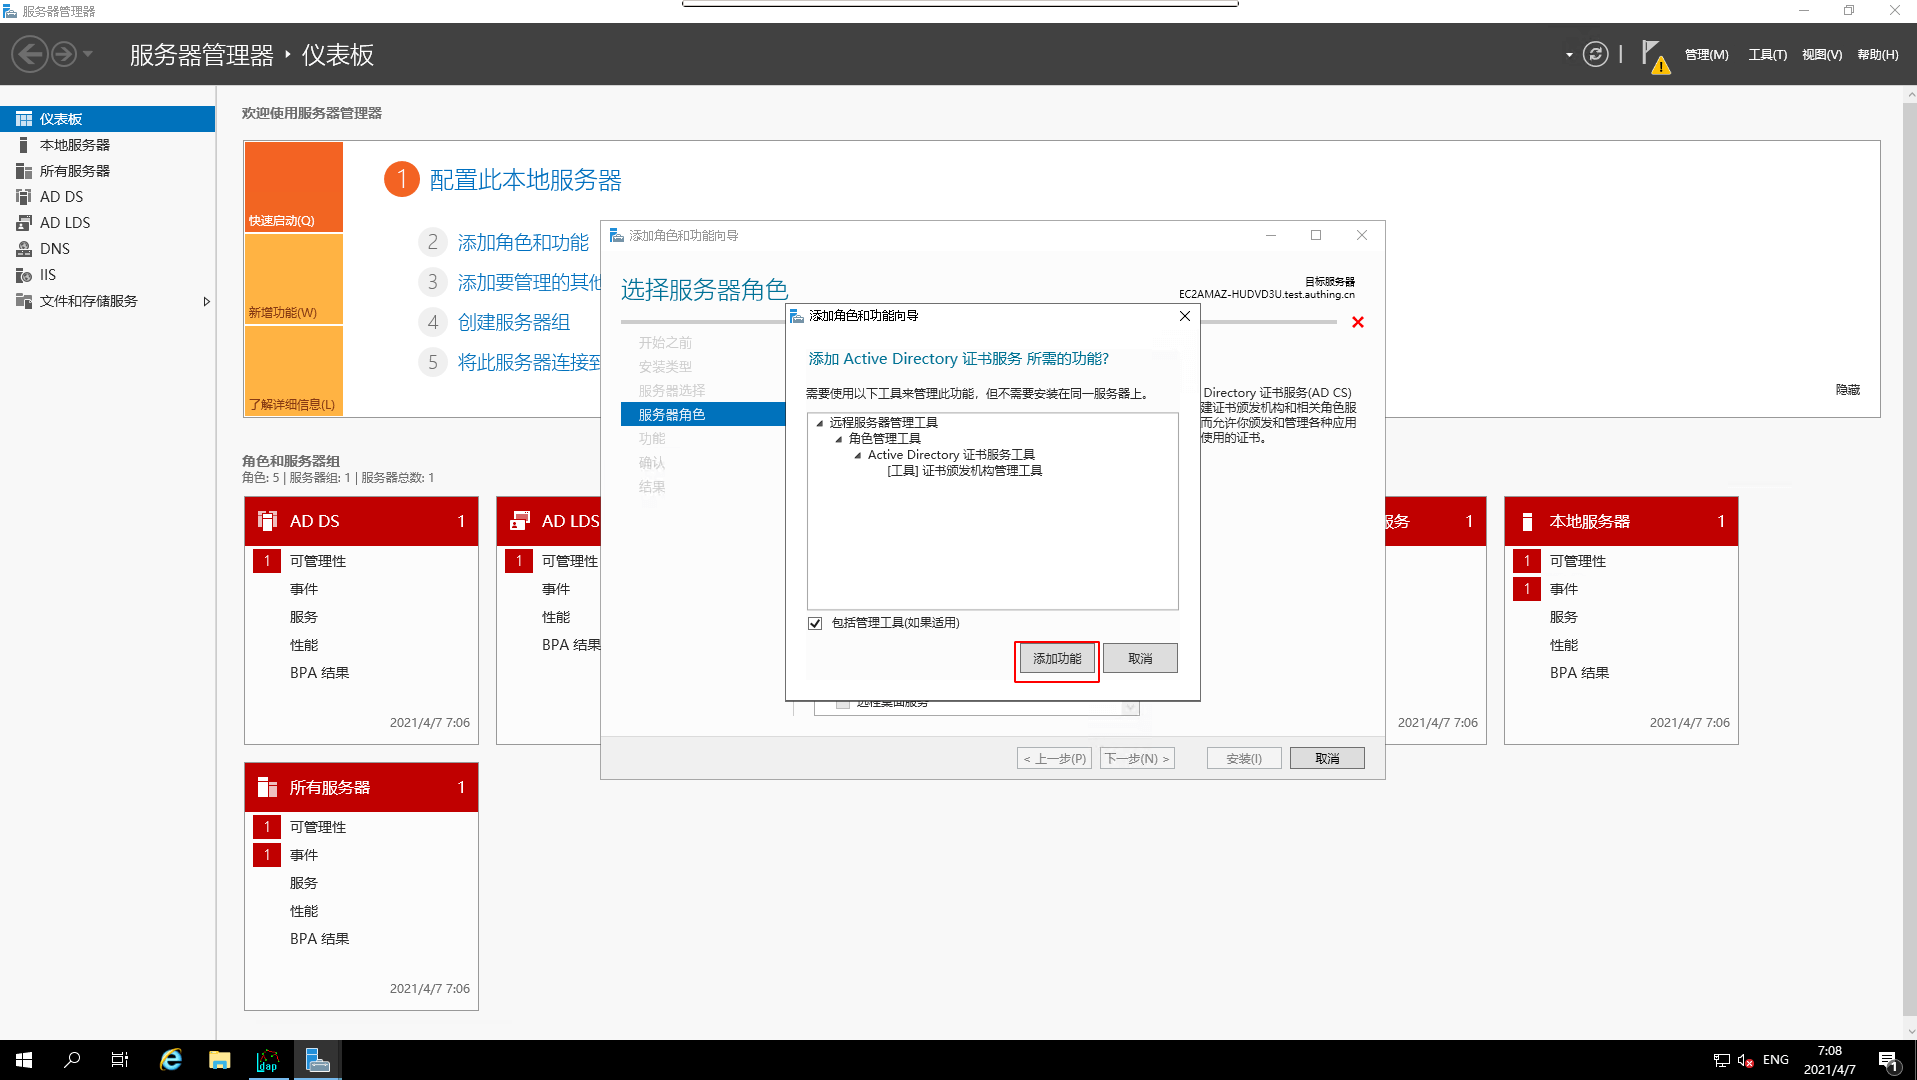 服务器管理器
服务器管理器 ‣ 仪表板
管理(M)
工具(T)
视图(V)
帮助(H)
仪表板
本地服务器
所有服务器
AD DS
AD LDS
DNS
IIS
文件和存储服务
欢迎使用服务器管理器
快速启动(Q)
新增功能(W)
了解详细信息(L)
1 配置此本地服务器
2 添加角色和功能
3 添加要管理的其他
4 创建服务器组
5 将此服务器连接到
隐藏
添加角色和功能向导
选择服务器角色
目标服务器
EC2AMAZ-HUDVD3U.test.authing.cn
开始之前
安装类型
服务器选择
服务器角色
功能
确认
结果
Directory 证书服务(AD CS)
建证书颁发机构和相关角色服
而允许你颁发和管理各种应用
使用的证书。
添加角色和功能向导
添加 Active Directory 证书服务 所需的功能?
需要使用以下工具来管理此功能，但不需要安装在同一服务器上。
远程服务器管理工具
角色管理工具
Active Directory 证书服务工具
[工具] 证书颁发机构管理工具
包括管理工具(如果适用)
添加功能
取消
远程桌面服务
< 上一步(P)
下一步(N) >
安装(I)
取消
角色和服务器组
角色: 5 | 服务器组: 1 | 服务器总数: 1
AD DS 1
1 可管理性
事件
服务
性能
BPA 结果
2021/4/7 7:06
AD LDS
1 可管理性
事件
性能
BPA 结果
服务 1
2021/4/7 7:06
本地服务器 1
1 可管理性
1 事件
服务
性能
BPA 结果
2021/4/7 7:06
所有服务器 1
1 可管理性
1 事件
服务
性能
BPA 结果
2021/4/7 7:06
ldap
ENG
7:08
2021/4/7
1